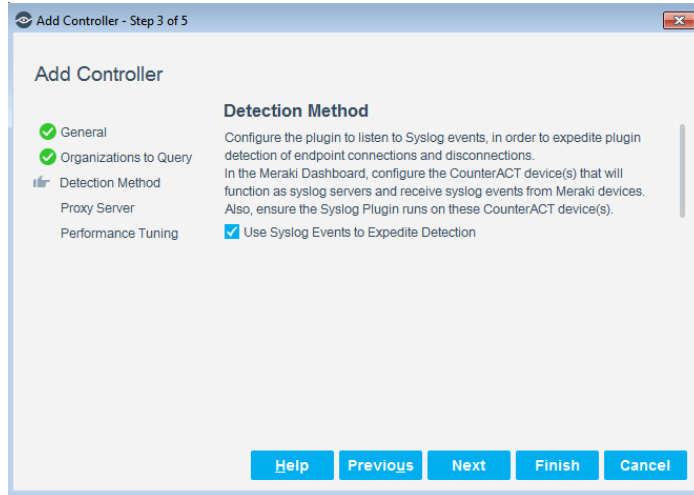 Add Controller - Step 3 of 5
Add Controller
General
Organizations to Query
Detection Method
Proxy Server
Performance Tuning
Detection Method
Configure the plugin to listen to Syslog events, in order to expedite plugin
detection of endpoint connections and disconnections.
In the Meraki Dashboard, configure the CounterACT device(s) that will
function as syslog servers and receive syslog events from Meraki devices.
Also, ensure the Syslog Plugin runs on these CounterACT device(s).
Use Syslog Events to Expedite Detection
Help Previous Next Finish Cancel